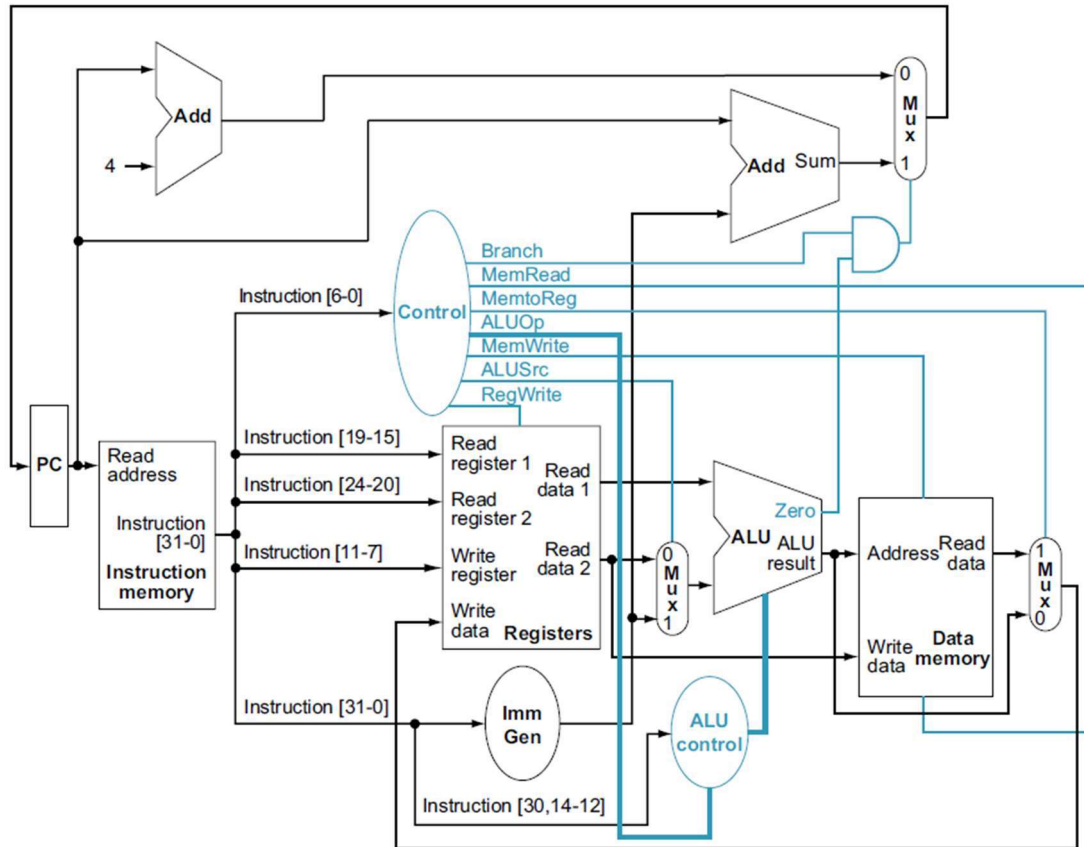 Add
4
0
Mux
1
Add
Sum
Branch
MemRead
MemtoReg
ALUOp
MemWrite
ALUSrc
RegWrite
Control
Instruction [6-0]
PC
Read
address
Instruction
[31-0]
Instruction
memory
Instruction [19-15]
Instruction [24-20]
Instruction [11-7]
Read
register 1
Read
register 2
Write
register
Write
data
Read
data 1
Read
data 2
Registers
0
Mux
1
Zero
ALU
ALU
result
Address
Read
data
Write
data
Data
memory
1
Mux
0
Instruction [31-0]
Imm
Gen
ALU
control
Instruction [30,14-12]